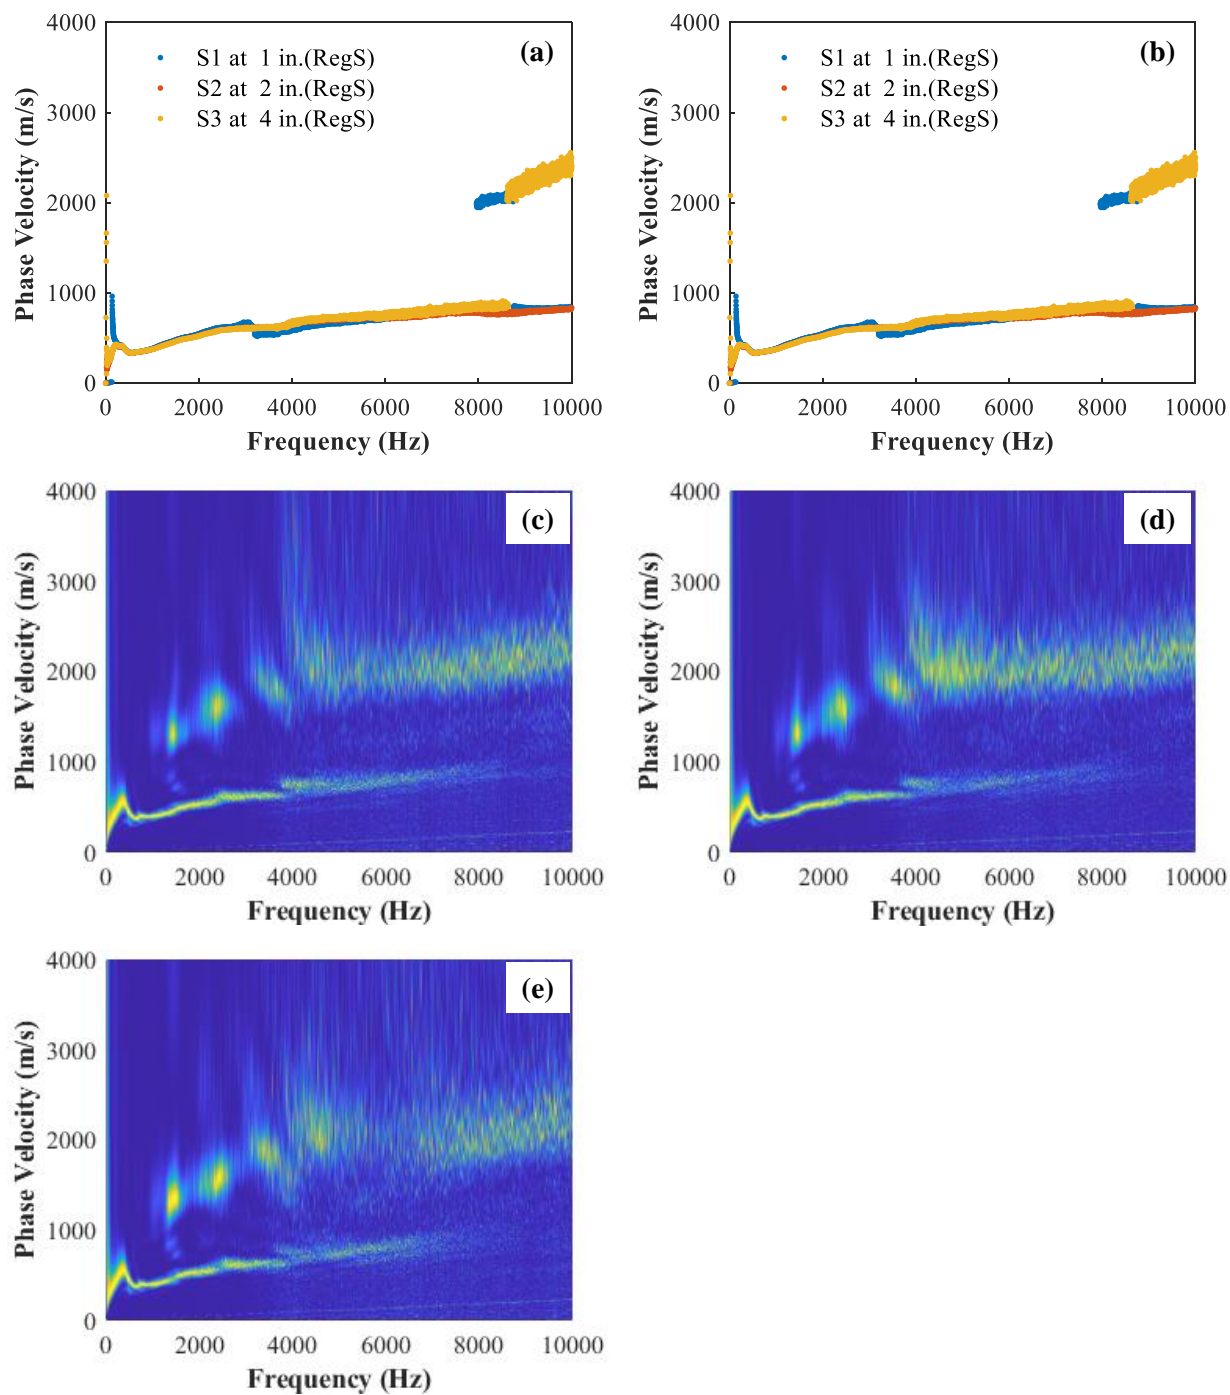 (a)
S1 at 1 in.(RegS)
S2 at 2 in.(RegS)
S3 at 4 in.(RegS)
4000
3000
2000
1000
0
Phase Velocity (m/s)
0 2000 4000 6000 8000 10000
Frequency (Hz)
(b)
S1 at 1 in.(RegS)
S2 at 2 in.(RegS)
S3 at 4 in.(RegS)
4000
3000
2000
1000
0
Phase Velocity (m/s)
0 2000 4000 6000 8000 10000
Frequency (Hz)
(c)
4000
3000
2000
1000
0
Phase Velocity (m/s)
0 2000 4000 6000 8000 10000
Frequency (Hz)
(d)
4000
3000
2000
1000
0
Phase Velocity (m/s)
0 2000 4000 6000 8000 10000
Frequency (Hz)
(e)
4000
3000
2000
1000
0
Phase Velocity (m/s)
0 2000 4000 6000 8000 10000
Frequency (Hz)